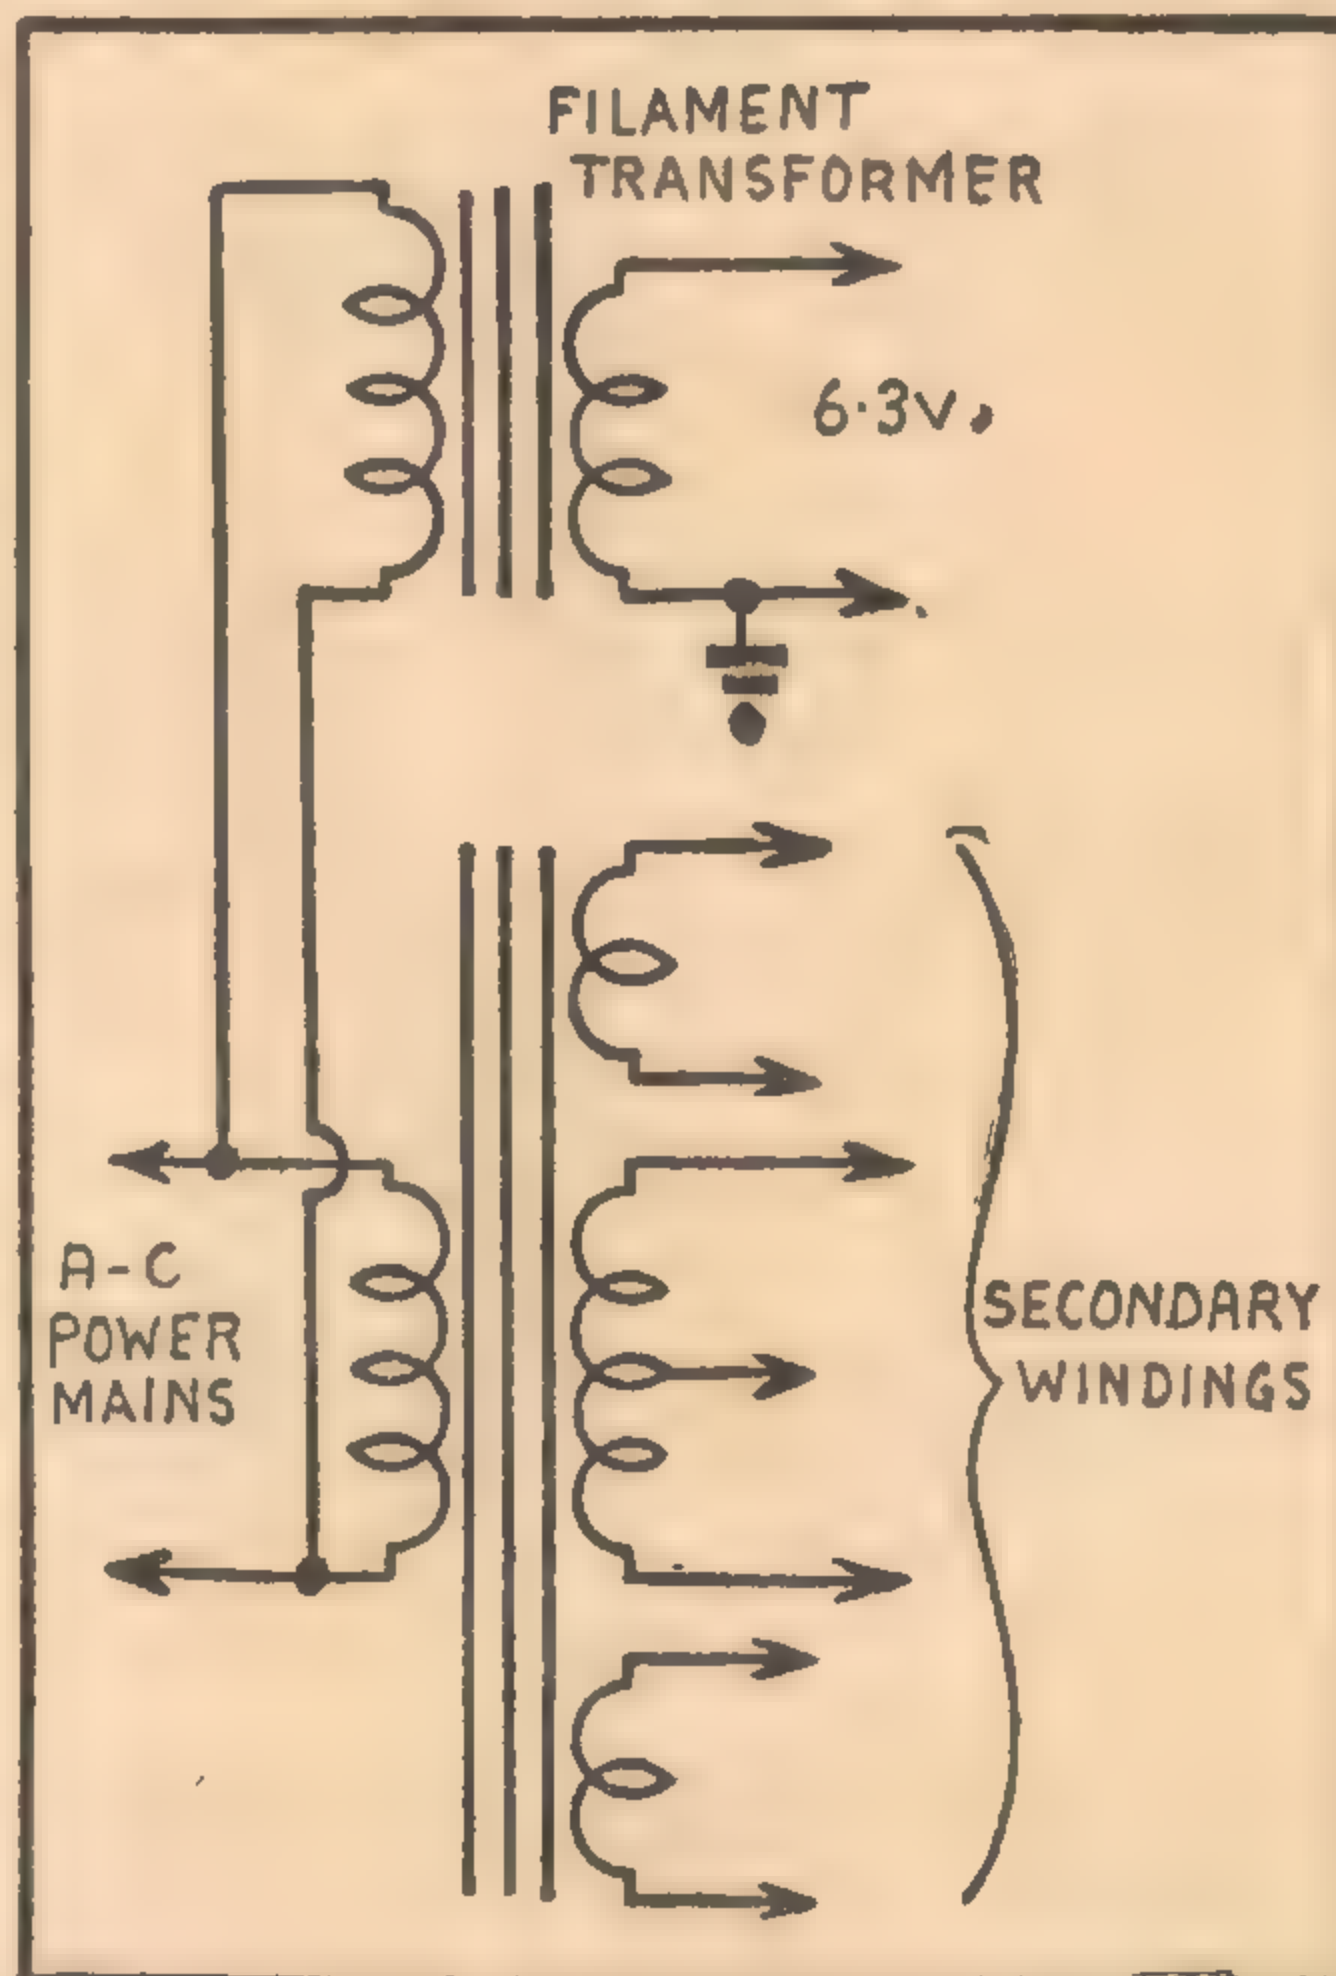 FILAMENT
TRANSFORMER
6.3V.
A-C
POWER
MAINS
SECONDARY
WINDINGS